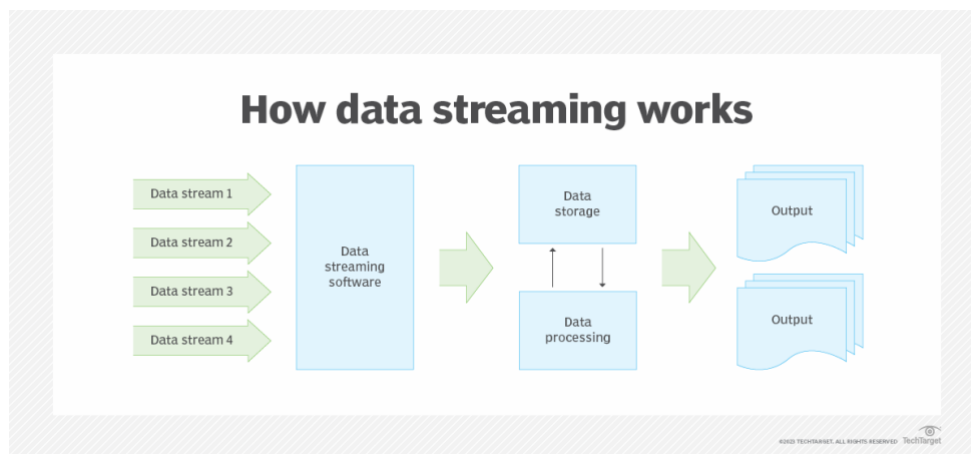 How data streaming works
Data stream 1
Data stream 2
Data stream 3
Data stream 4
Data
streaming
software
Data
storage
Data
processing
Output
Output
©2023 TECHTARGET. ALL RIGHTS RESERVED TechTarget